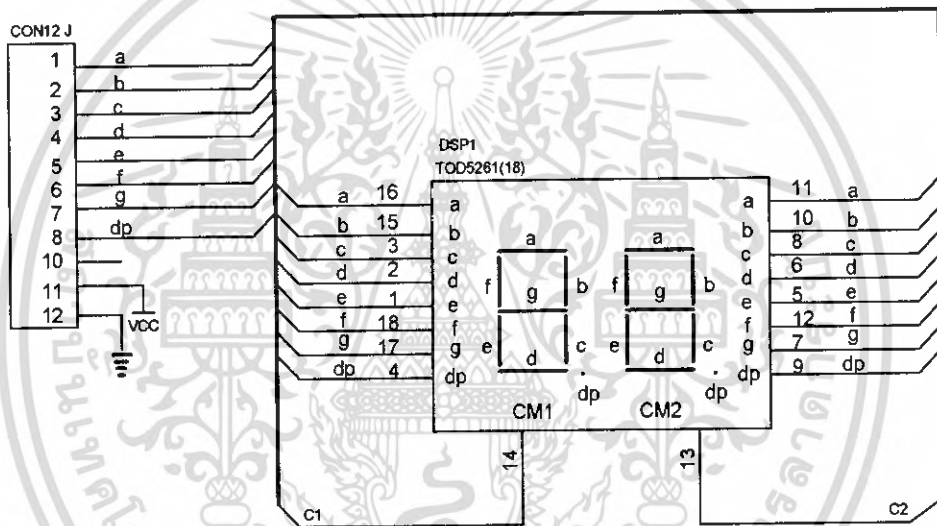 CON12 J
1 a
2 b
3 c
4 d
5 e
6 f
7 g
8 dp
10
11
12
VCC
DSP1
TOD5261(18)
a 16 a
b 15 b
c 3 c
d 2 d
e 1 e
f 18 f
g 17 g
dp 4 dp
a
f g b
e d c
dp
a
f g b
e d c
dp
CM1 CM2
a 11 a
b 10 b
c 8 c
d 6 d
e 5 e
f 12 f
g 7 g
dp 9 dp
14
13
C1
C2